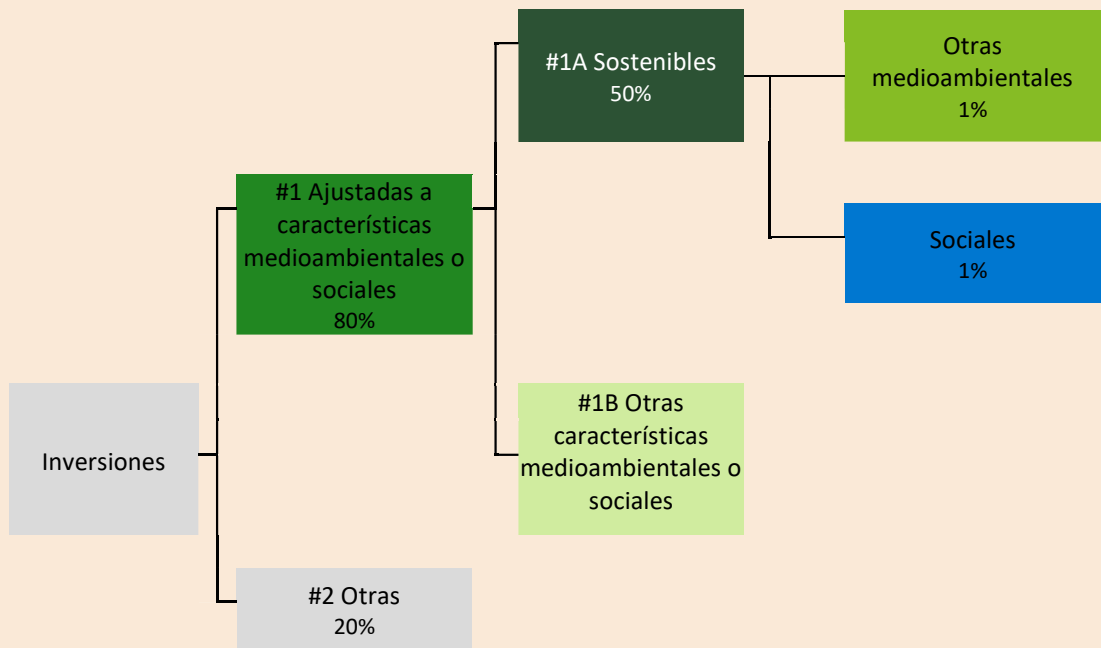 #1A Sostenibles
50%
Otras
medioambientales
1%
#1 Ajustadas a
características
medioambientales o
sociales
80%
Sociales
1%
Inversiones
#1B Otras
características
medioambientales o
sociales
#2 Otras
20%